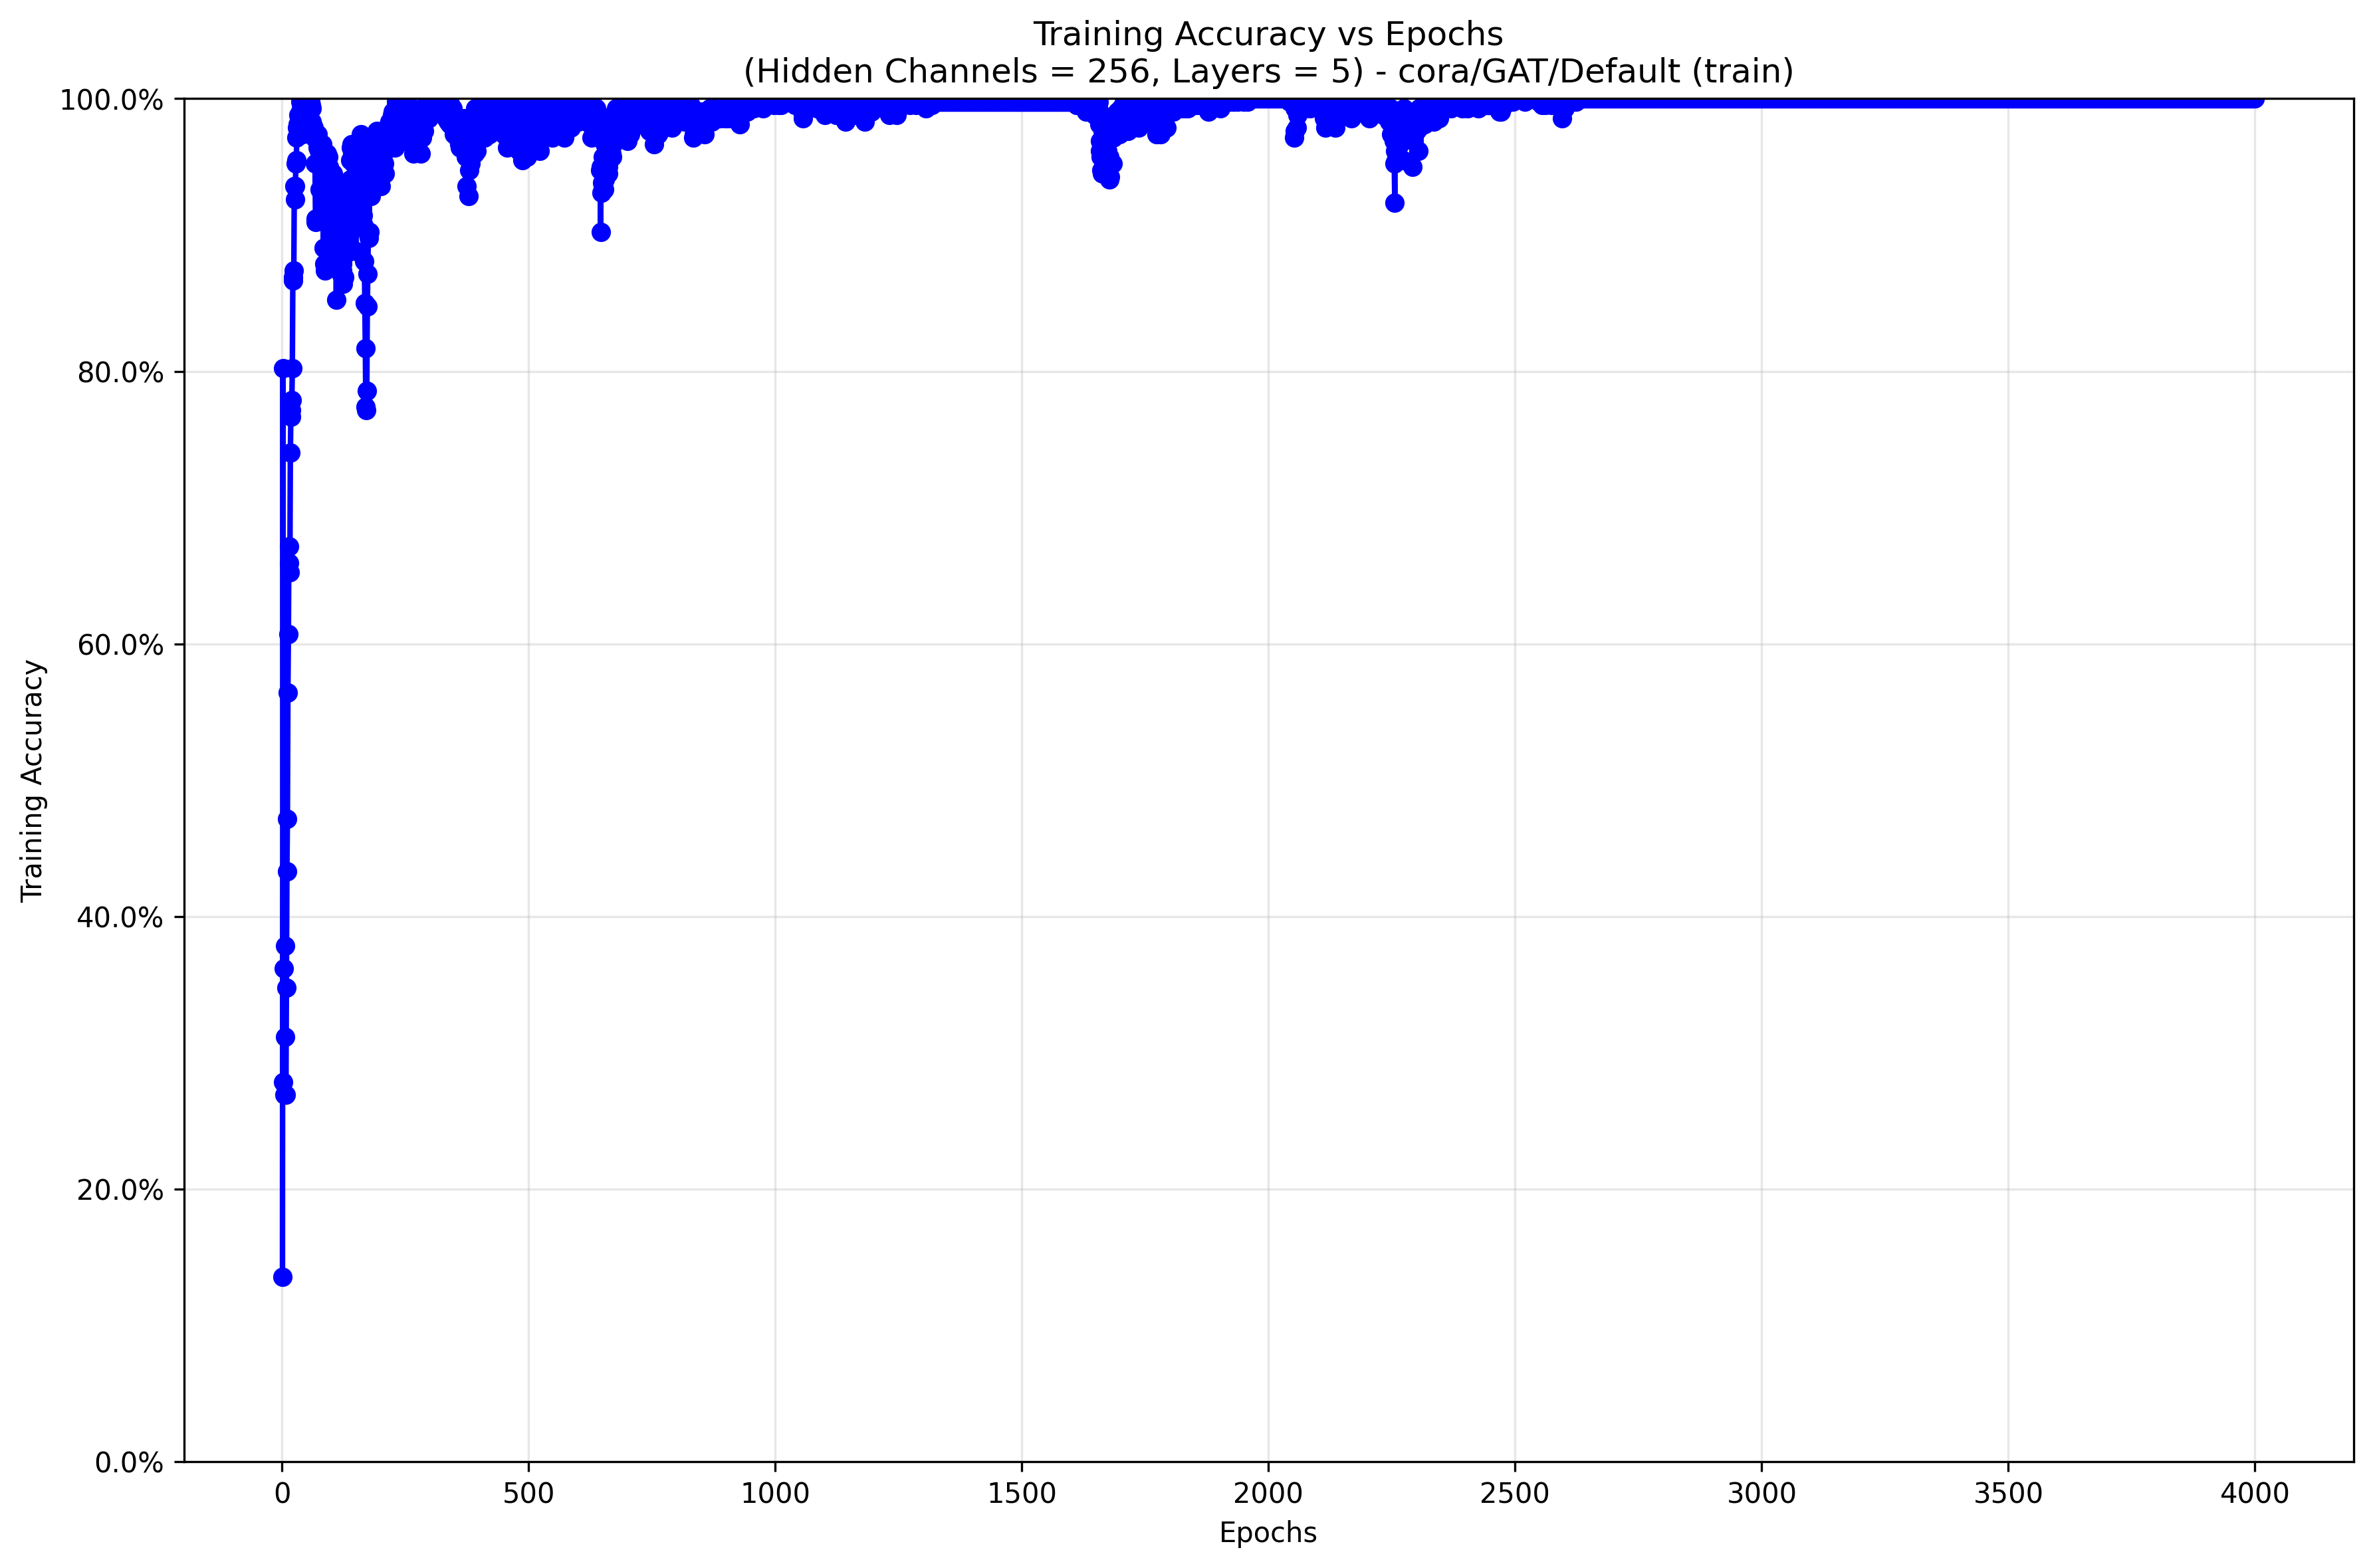 Training Accuracy vs Epochs
(Hidden Channels = 256, Layers = 5) - cora/GAT/Default (train)
100.0%
80.0%
60.0%
40.0%
20.0%
0.0%
Training Accuracy
0 500 1000 1500 2000 2500 3000 3500 4000
Epochs